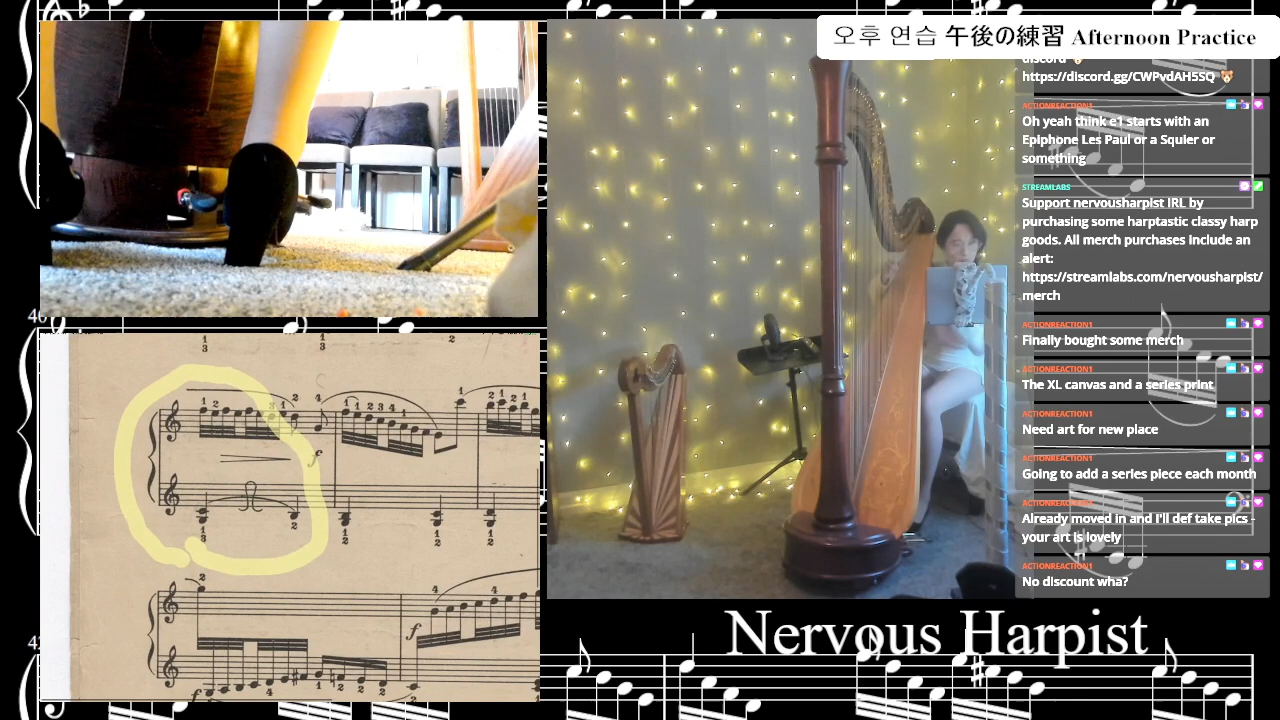 오후 연습 午後の練習 Afternoon Practice
discord
https://discord.gg/CWPvdAH5SQ
ACTIONREACTION1
Oh yeah think e1 starts with an
Epiphone Les Paul or a Squier or
something
STREAMLABS
Support nervousharpist IRL by
purchasing some harptastic classy harp
goods. All merch purchases include an
alert:
https://streamlabs.com/nervousharpist/
merch
ACTIONREACTION1
Finally bought some merch
ACTIONREACTION1
The XL canvas and a series print
ACTIONREACTION1
Need art for new place
ACTIONREACTION1
Going to add a series piece each month
ACTIONREACTION1
Already moved in and I'll def take pics -
your art is lovely
ACTIONREACTION1
No discount wha?
Nervous Harpist